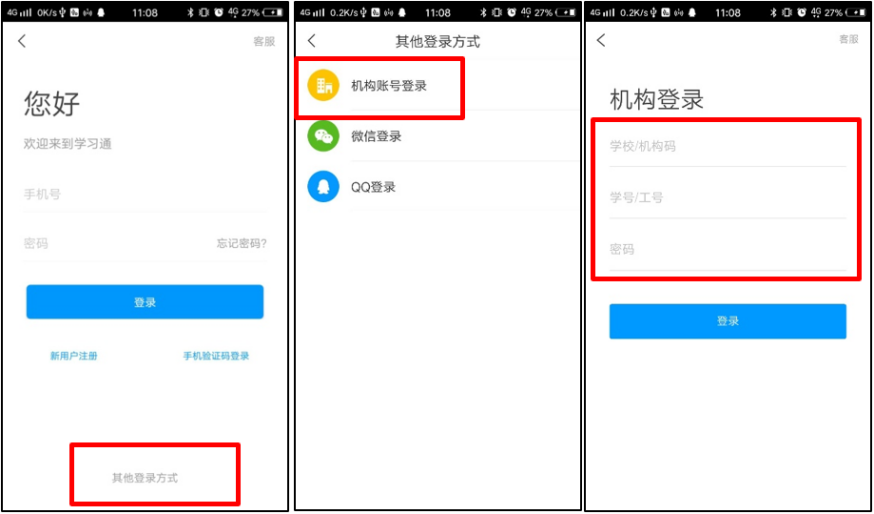 4G 0K/s 11:08 4G 27%
客服
您好
欢迎来到学习通
手机号
密码 忘记密码?
登录
新用户注册 手机验证码登录
其他登录方式
4G 0.2K/s 11:08 4G 27%
其他登录方式
机构账号登录
微信登录
QQ登录
4G 0.2K/s 11:08 4G 27%
客服
机构登录
学校/机构码
学号/工号
密码
登录